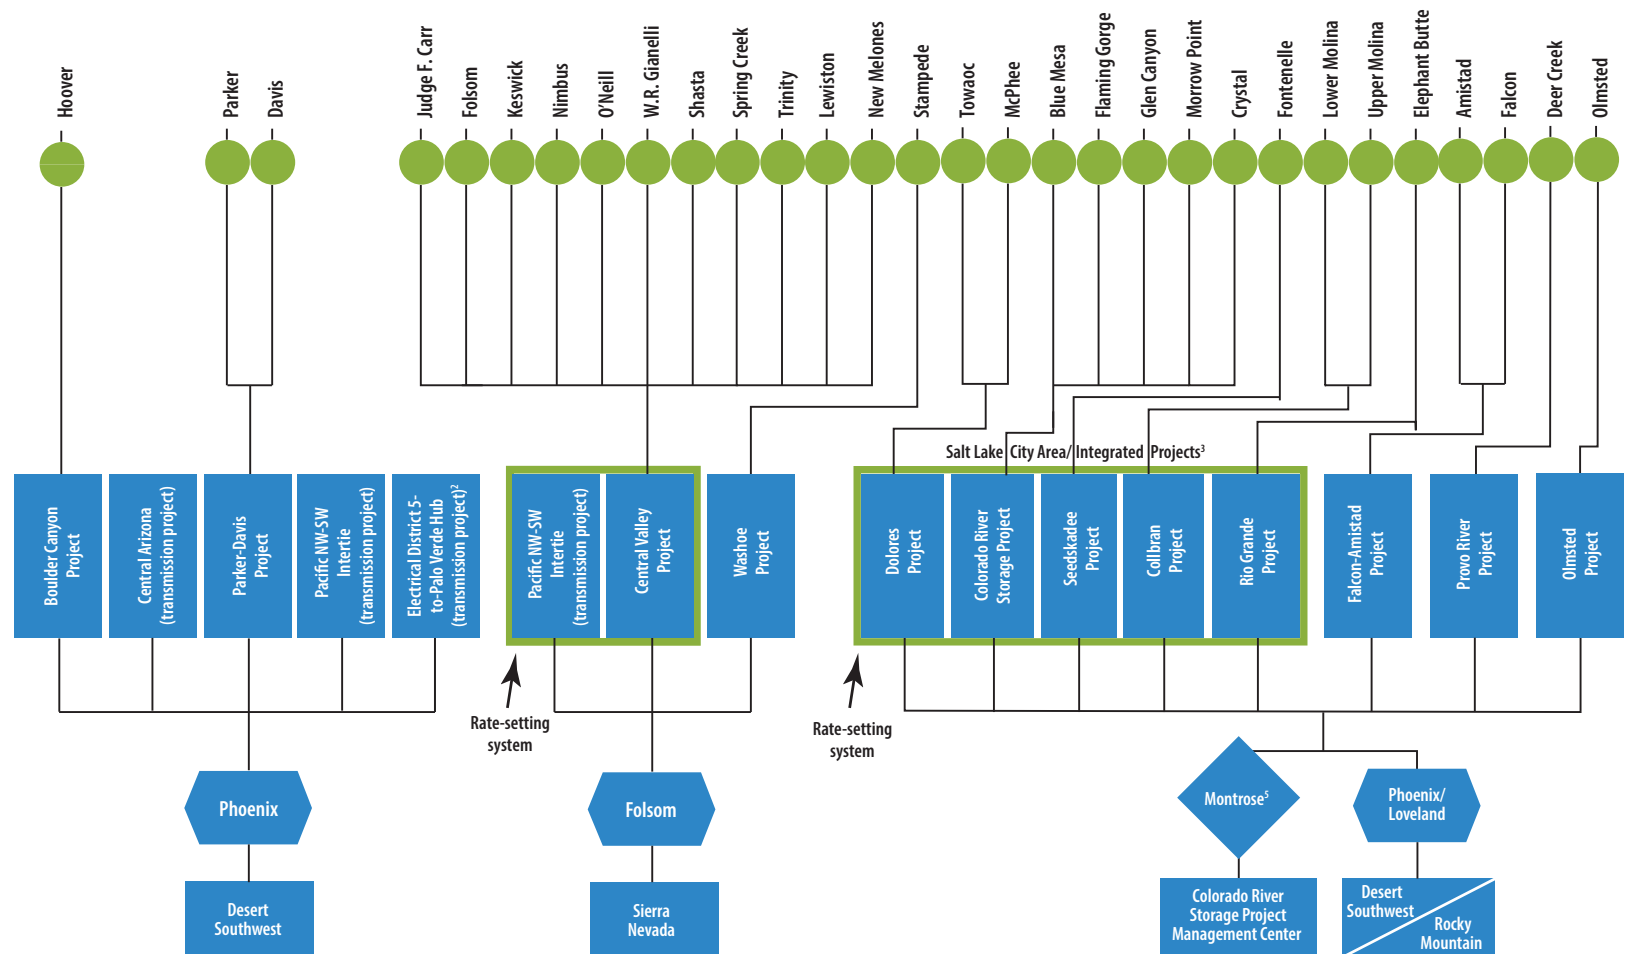 Hoover
Parker
Davis
Judge F. Carr
Folsom
Keswick
Nimbus
O'Neill
W.R. Gianelli
Shasta
Spring Creek
Trinity
Lewiston
New Melones
Stampede
Towaoc
McPhee
Blue Mesa
Flaming Gorge
Glen Canyon
Morrow Point
Crystal
Fontenelle
Lower Molina
Upper Molina
Elephant Butte
Amistad
Falcon
Deer Creek
Olmsted
Salt Lake City Area/Integrated Projects³
Boulder Canyon
Project
Central Arizona
(transmission project)
Parker-Davis
Project
Pacific NW-SW
Intertie
(transmission project)
Electrical District 5-
to-Palo Verde Hub
(transmission project)²
Pacific NW-SW
Intertie
(transmission project)
Central Valley
Project
Washoe
Project
Dolores
Project
Colorado River
Storage Project
Seedskadee
Project
Collbran
Project
Rio Grande
Project
Falcon-Amistad
Project
Provo River
Project
Olmsted
Project
Rate-setting
system
Rate-setting
system
Phoenix
Folsom
Montrose⁵
Phoenix/
Loveland
Desert
Southwest
Sierra
Nevada
Colorado River
Storage Project
Management Center
Desert
Southwest
Rocky
Mountain